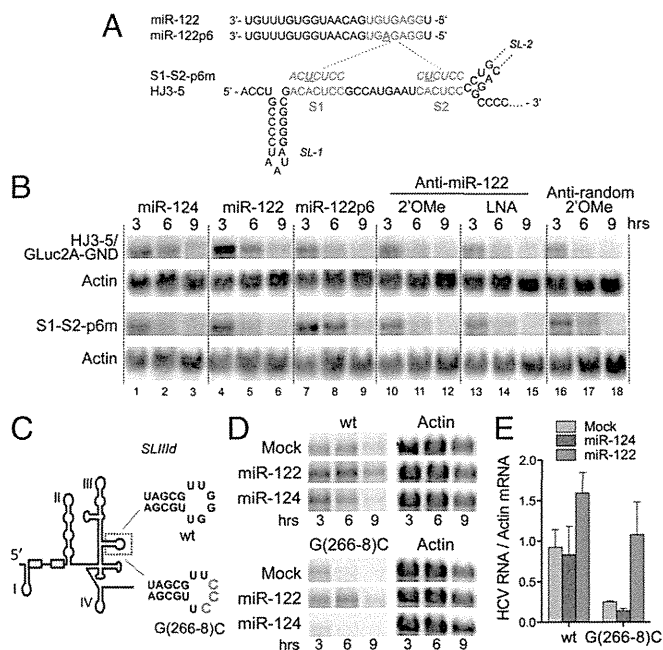 A
miR-122 3'- UGUUUGUGGUAACAGUGUGAGGU -5'
miR-122p6 3'- UGUUUGUGGUAACAGUGAGAGGU -5'
S1-S2-p6m ACUCUCC CUCUCC
HJ3-5 5'- ACCU GACACUCCGCCAUGAAUCACUCC CCCC.... - 3'
S1 S2
SL-1
SL-2
B
Anti-miR-122 Anti-random
miR-124 miR-122 miR-122p6 2'OMe LNA 2'OMe
3 6 9 3 6 9 3 6 9 3 6 9 3 6 9 3 6 9 hrs
HJ3-5/
GLuc2A-GND
Actin
S1-S2-p6m
Actin
1 2 3 4 5 6 7 8 9 10 11 12 13 14 15 16 17 18
C
SLIIId
III
II
5'
I
IV
UAGCG UU G
AGCGU UG G
wt
UAGCG UU C
AGCGU UC C
G(266-8)C
D
wt Actin
Mock
miR-122
miR-124
hrs 3 6 9 3 6 9
G(266-8)C Actin
Mock
miR-122
miR-124
hrs 3 6 9 3 6 9
E
Mock
miR-124
miR-122
HCV RNA / Actin mRNA
2.0
1.5
1.0
0.5
0.0
wt G(266-8)C